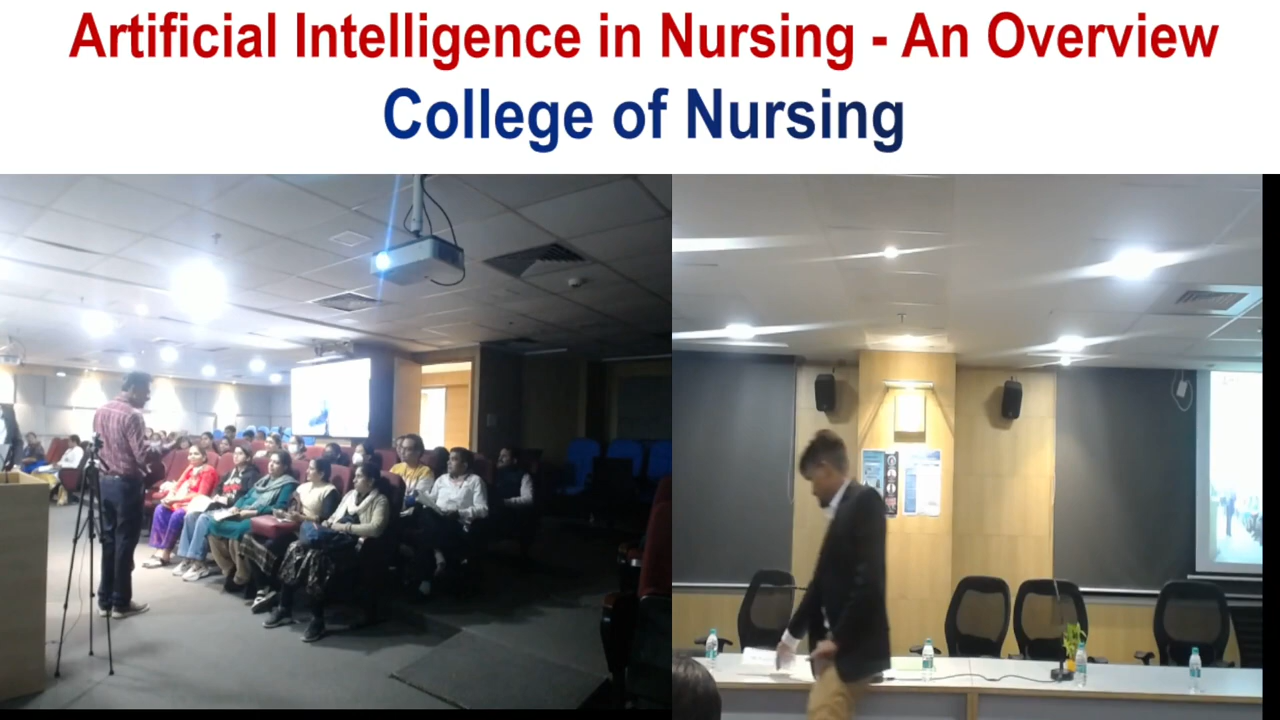 Artificial Intelligence in Nursing - An Overview
College of Nursing